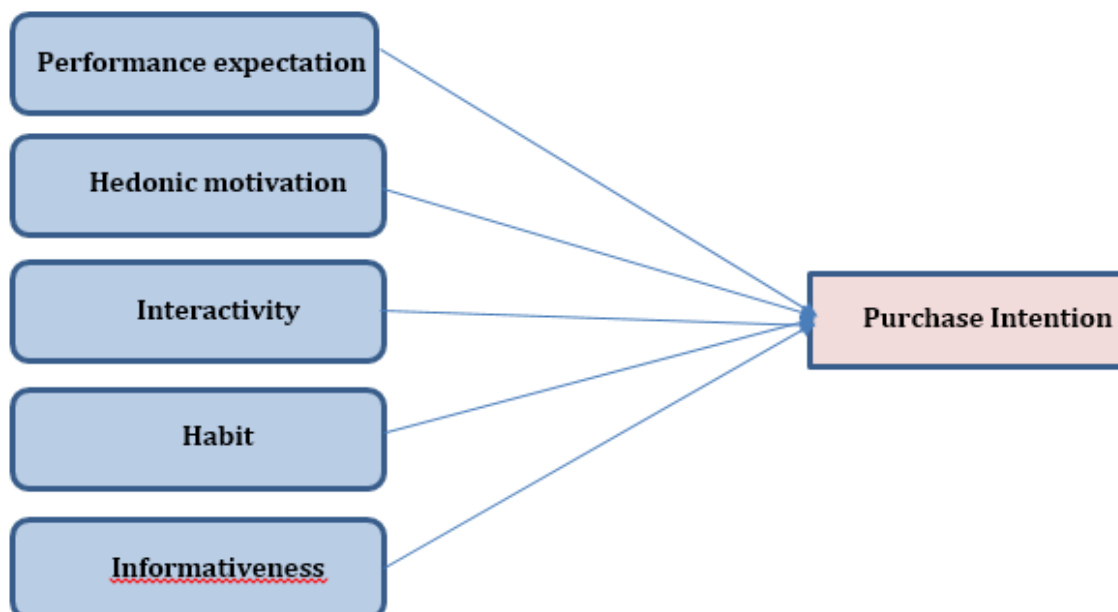 Performance expectation
Hedonic motivation
Interactivity
Purchase Intention
Habit
Informativeness